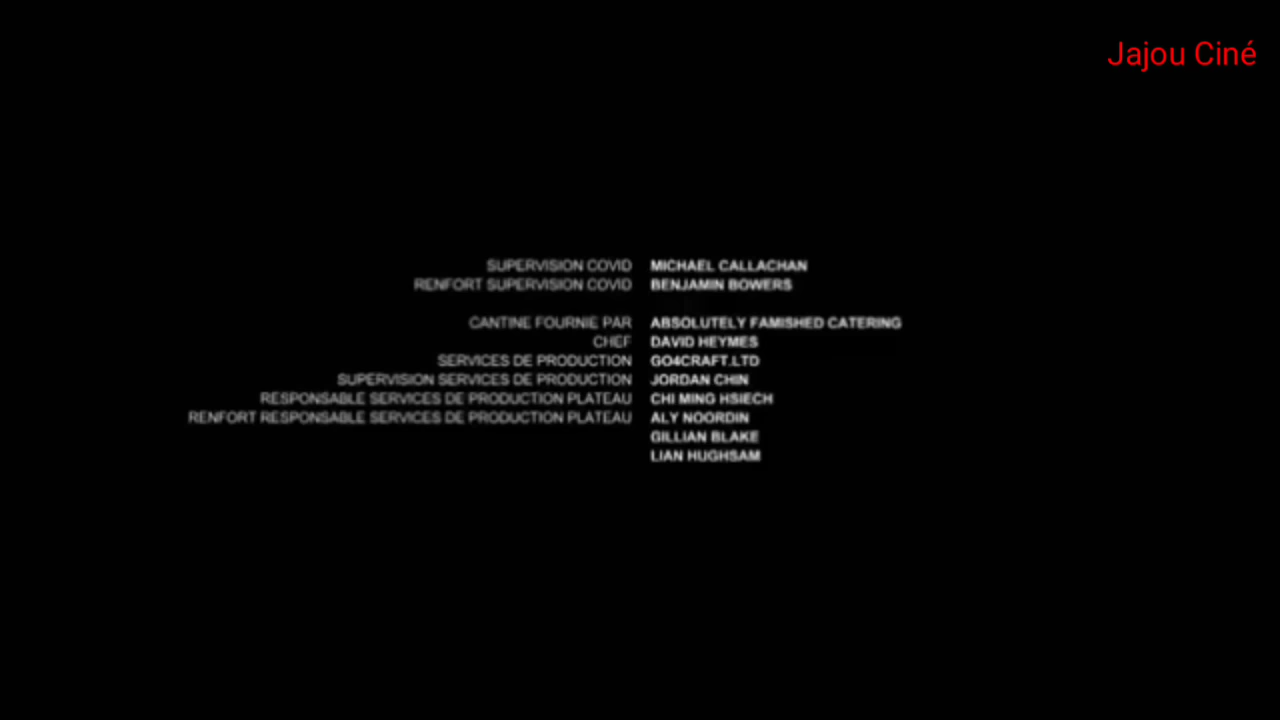 Jajou Ciné
SUPERVISION COVID MICHAEL CALLACHAN
RENFORT SUPERVISION COVID BENJAMIN BOWERS
CANTINE FOURNIE PAR ABSOLUTELY FAMISHED CATERING
CHEF DAVID HEYMES
SERVICES DE PRODUCTION GO4CRAFT.LTD
SUPERVISION SERVICES DE PRODUCTION JORDAN CHIN
RESPONSABLE SERVICES DE PRODUCTION PLATEAU CHI MING HSIECH
RENFORT RESPONSABLE SERVICES DE PRODUCTION PLATEAU ALY NOORDIN
GILLIAN BLAKE
LIAN HUGHSAM